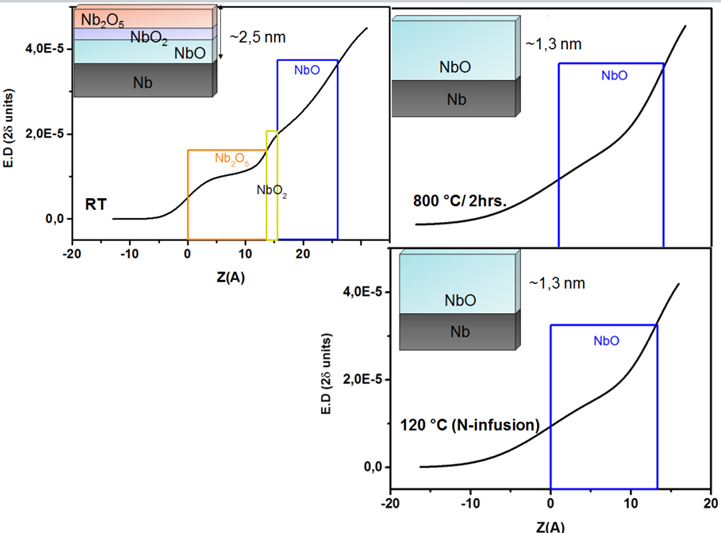 Nb2O5
NbO2
NbO
Nb
~2,5 nm
NbO
Nb2O5
NbO2
RT
4,0E-5
2,0E-5
0,0
E.D (2δ units)
-20 -10 0 10 20
Z(A)
NbO
Nb
~1,3 nm
NbO
800 °C/ 2hrs.
NbO
Nb
~1,3 nm
NbO
120 °C (N-infusion)
4,0E-5
2,0E-5
0,0
E.D (2δ units)
-20 -10 0 10 20
Z(A)